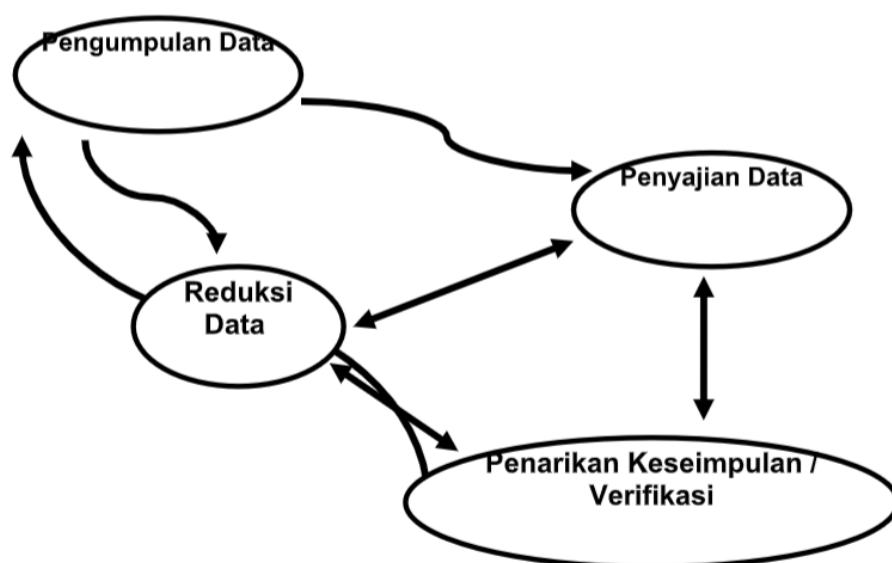 Pengumpulan Data
Penyajian Data
Reduksi
Data
Penarikan Keseimpulan /
Verifikasi